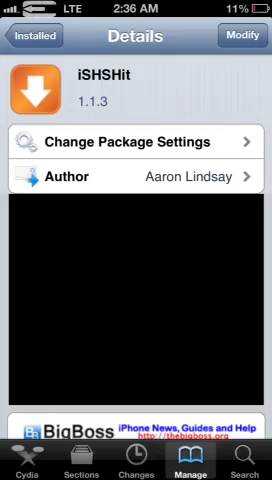 LTE 2:36 AM 11%
Installed Details Modify
iSHSHit
1.1.3
Change Package Settings
Author Aaron Lindsay
BigBoss iPhone News, Guides and Help
http://thebigboss.org
Cydia Sections Changes Manage Search